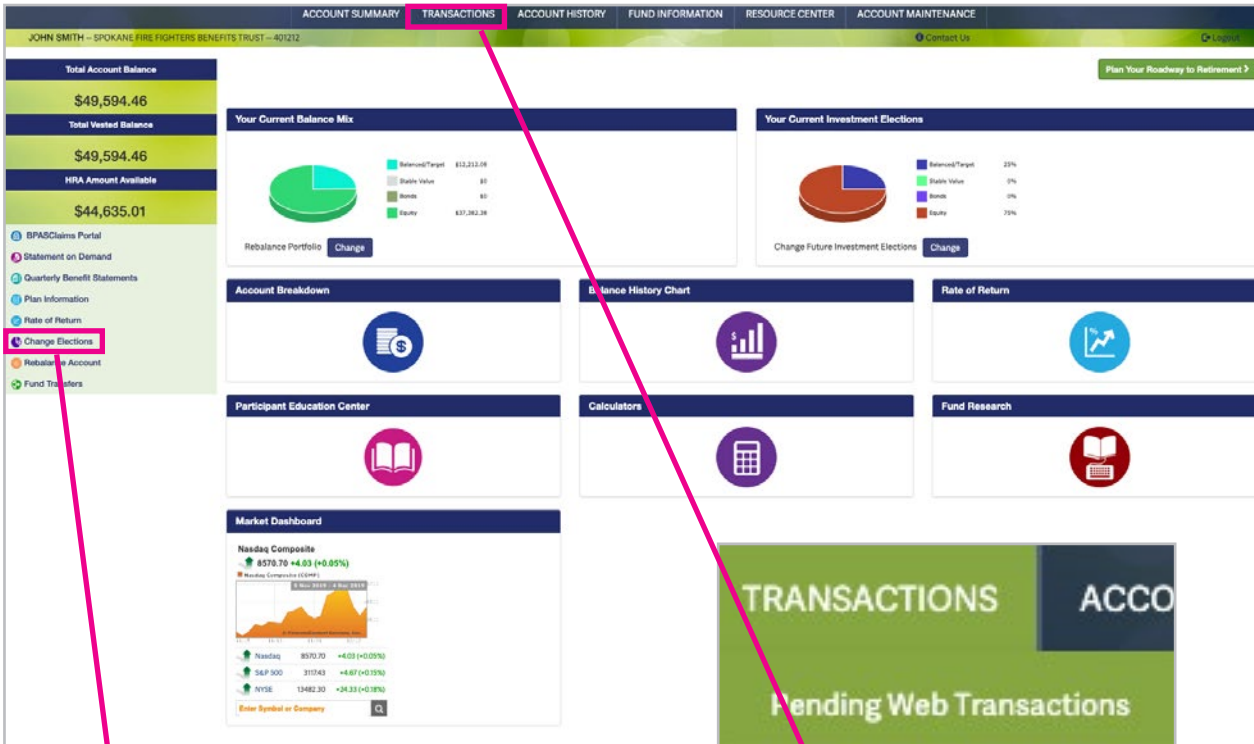 ACCOUNT SUMMARY TRANSACTIONS ACCOUNT HISTORY FUND INFORMATION RESOURCE CENTER ACCOUNT MAINTENANCE
JOHN SMITH – SPOKANE FIRE FIGHTERS BENEFITS TRUST – 401212 Contact Us Logout
Plan Your Roadway to Retirement >
Total Account Balance
$49,594.46
Total Vested Balance
$49,594.46
HRA Amount Available
$44,635.01
BPASClaims Portal
Statement on Demand
Quarterly Benefit Statements
Plan Information
Rate of Return
Change Elections
Rebalance Account
Fund Transfers
Your Current Balance Mix
Balanced/Target
Stable Value $0
Bonds $0
Equity
Rebalance Portfolio Change
Your Current Investment Elections
Balanced/Target 25%
Stable Value 0%
Bonds 0%
Equity 75%
Change Future Investment Elections Change
Account Breakdown
Balance History Chart
Rate of Return
Participant Education Center
Calculators
Fund Research
Market Dashboard
Nasdaq Composite
8570.70 +4.03 (+0.05%)
Nasdaq Composite (COMP)
Nasdaq 8570.70 +4.03 (+0.05%)
S&P 500 3117.43 +4.67 (+0.15%)
NYSE 13482.30 +24.33 (+0.18%)
Enter Symbol or Company
TRANSACTIONS ACCO
Pending Web Transactions